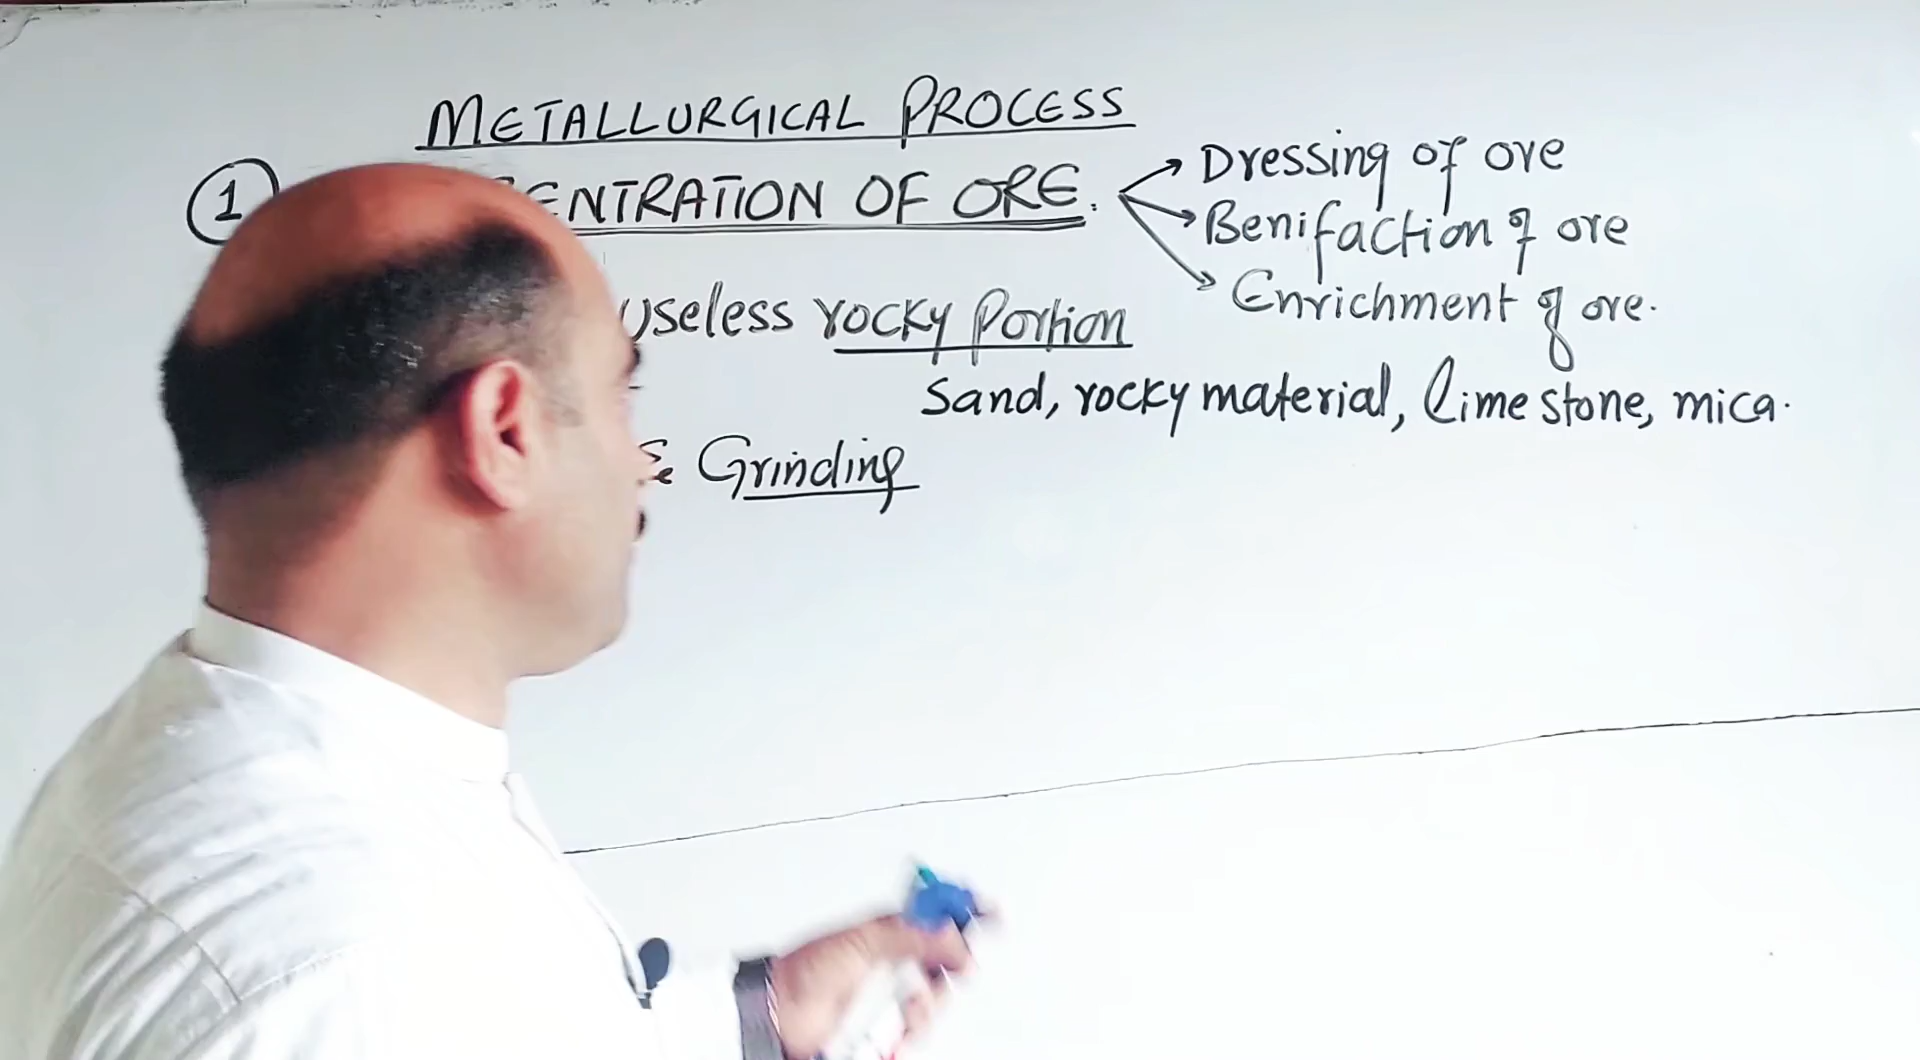 METALLURGICAL PROCESS
1 ENTRATION OF ORE.
Dressing of ore
Benifaction of ore
Enrichment of ore.
Useless rocky Portion
Sand, rocky material, lime stone, mica.
& Grinding